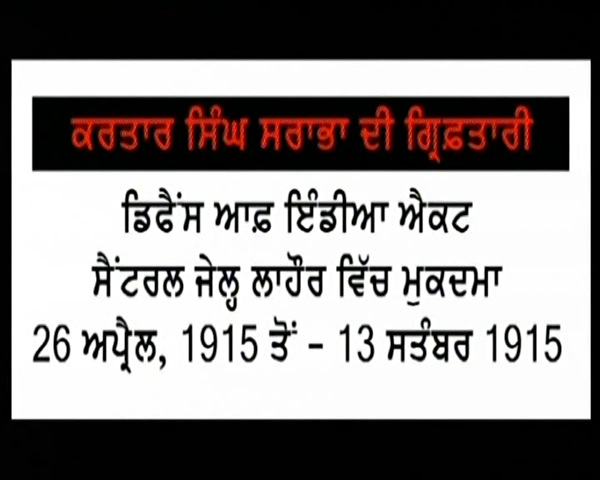 ਕਰਤਾਰ ਸਿੰਘ ਸਰਾਭਾ ਦੀ ਗ੍ਰਿਫ਼ਤਾਰੀ
ਡਿਫੈਂਸ ਆਫ਼ ਇੰਡੀਆ ਐਕਟ
ਸੈਂਟਰਲ ਜੇਲ੍ਹ ਲਾਹੌਰ ਵਿੱਚ ਮੁਕਦਮਾ
26 ਅਪ੍ਰੈਲ, 1915 ਤੋਂ - 13 ਸਤੰਬਰ 1915